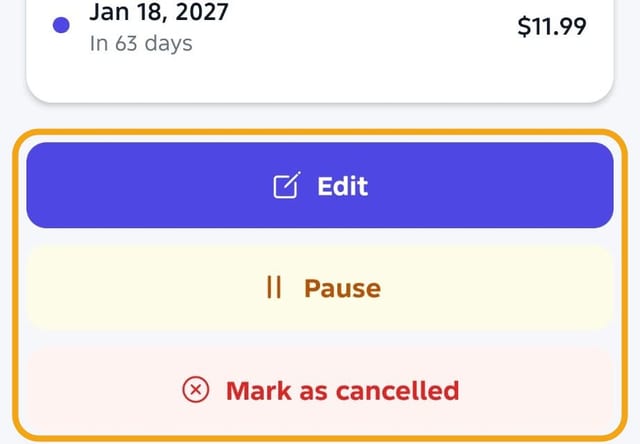 Jan 18, 2027
$11.99
In 63 days
Edit
Pause
Mark as cancelled